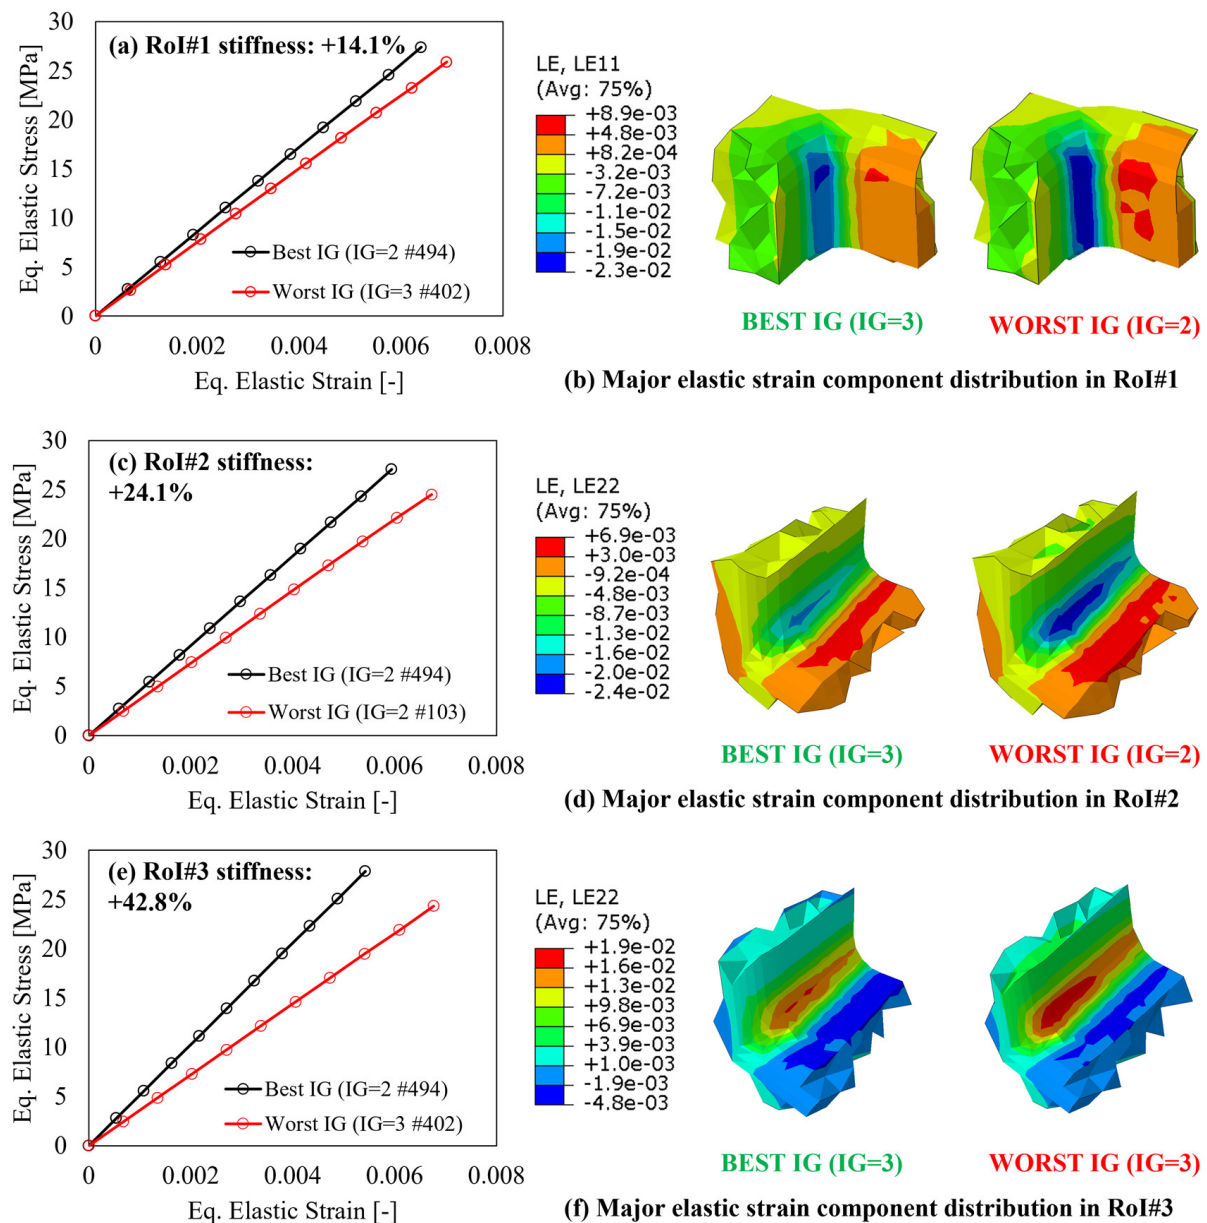 (a) RoI#1 stiffness: +14.1%
Eq. Elastic Stress [MPa]
30
25
20
15
10
5
0
Best IG (IG=2 #494)
Worst IG (IG=3 #402)
0 0.002 0.004 0.006 0.008
Eq. Elastic Strain [-]
LE, LE11
(Avg: 75%)
+8.9e-03
+4.8e-03
+8.2e-04
-3.2e-03
-7.2e-03
-1.1e-02
-1.5e-02
-1.9e-02
-2.3e-02
BEST IG (IG=3)
WORST IG (IG=2)
(b) Major elastic strain component distribution in RoI#1
(c) RoI#2 stiffness:
+24.1%
Eq. Elastic Stress [MPa]
30
25
20
15
10
5
0
Best IG (IG=2 #494)
Worst IG (IG=2 #103)
0 0.002 0.004 0.006 0.008
Eq. Elastic Strain [-]
LE, LE22
(Avg: 75%)
+6.9e-03
+3.0e-03
-9.2e-04
-4.8e-03
-8.7e-03
-1.3e-02
-1.6e-02
-2.0e-02
-2.4e-02
BEST IG (IG=3)
WORST IG (IG=2)
(d) Major elastic strain component distribution in RoI#2
(e) RoI#3 stiffness:
+42.8%
Eq. Elastic Stress [MPa]
30
25
20
15
10
5
0
Best IG (IG=2 #494)
Worst IG (IG=3 #402)
0 0.002 0.004 0.006 0.008
Eq. Elastic Strain [-]
LE, LE22
(Avg: 75%)
+1.9e-02
+1.6e-02
+1.3e-02
+9.8e-03
+6.9e-03
+3.9e-03
+1.0e-03
-1.9e-03
-4.8e-03
BEST IG (IG=3)
WORST IG (IG=3)
(f) Major elastic strain component distribution in RoI#3